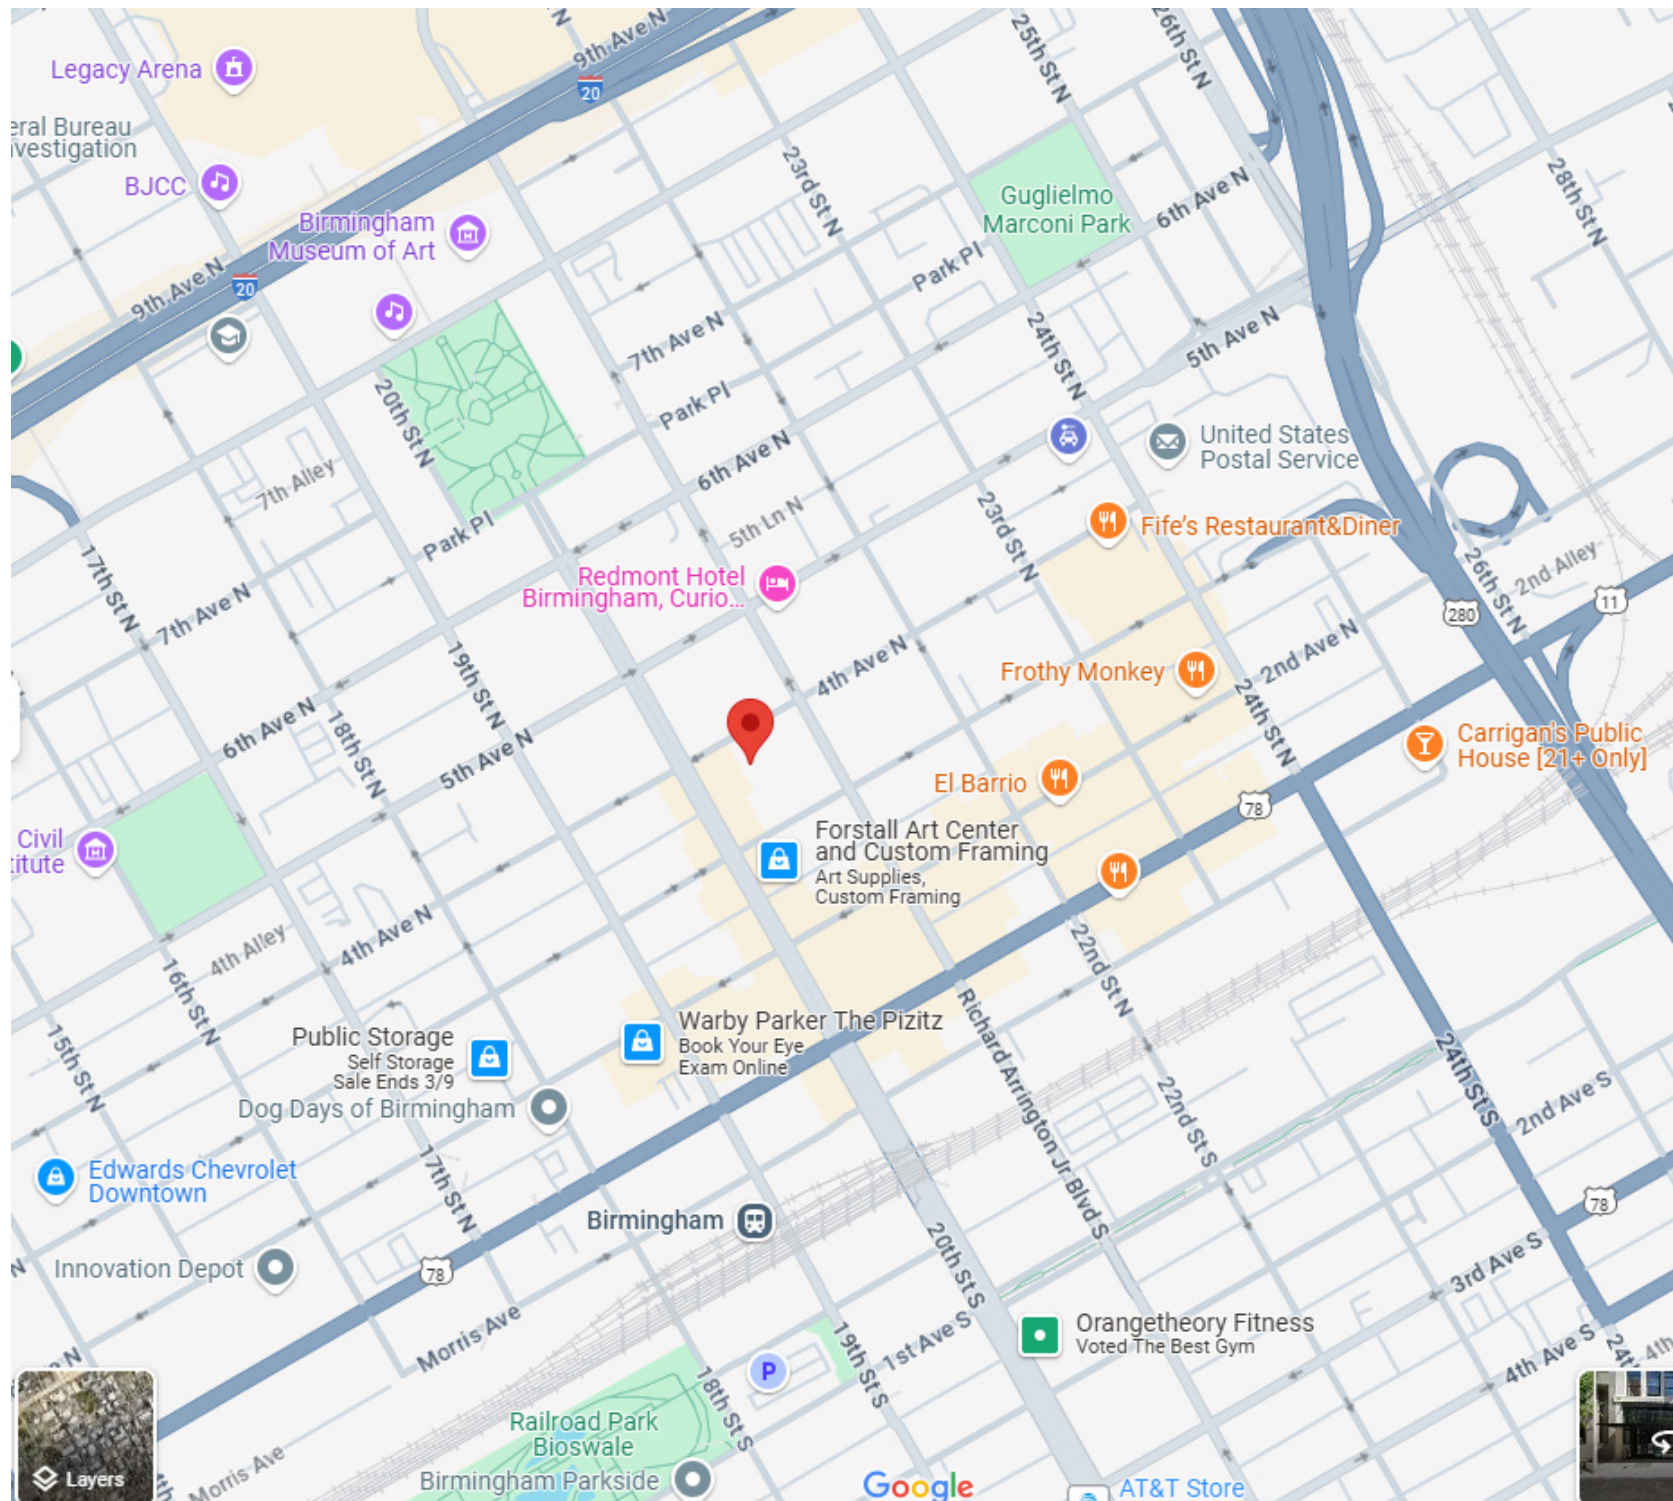 9th Ave N
25th St N
26th St N
Legacy Arena
20
eral Bureau
vestigation
BJCC
23rd St N
28th St N
Guglielmo
Marconi Park
6th Ave N
Birmingham
Museum of Art
9th Ave N
20
Park Pl
7th Ave N
24th St N
5th Ave N
20th St N
Park Pl
United States
Postal Service
6th Ave N
7th Alley
5th Ln N
23rd St N
Fife's Restaurant&Diner
Park Pl
17th St N
Redmont Hotel
Birmingham, Curio...
26th St N
2nd Alley
11
280
7th Ave N
19th St N
4th Ave N
2nd Ave N
Frothy Monkey
24th St N
6th Ave N
18th St N
5th Ave N
Carrigan's Public
House [21+ Only]
El Barrio
78
Civil
titute
Forstall Art Center
and Custom Framing
Art Supplies,
Custom Framing
4th Alley
4th Ave N
22nd St N
16th St N
Richard Arrington Jr Blvd S
15th St N
Public Storage
Self Storage
Sale Ends 3/9
Warby Parker The Pizitz
Book Your Eye
Exam Online
24th St S
Dog Days of Birmingham
22nd St S
2nd Ave S
Edwards Chevrolet
Downtown
17th St N
78
Birmingham
20th St S
Innovation Depot
78
3rd Ave S
Morris Ave
19th St S
1st Ave S
Orangetheory Fitness
Voted The Best Gym
4th Ave S
P
18th St S
Railroad Park
Bioswale
Layers
Morris Ave
Birmingham Parkside
Google
AT&T Store